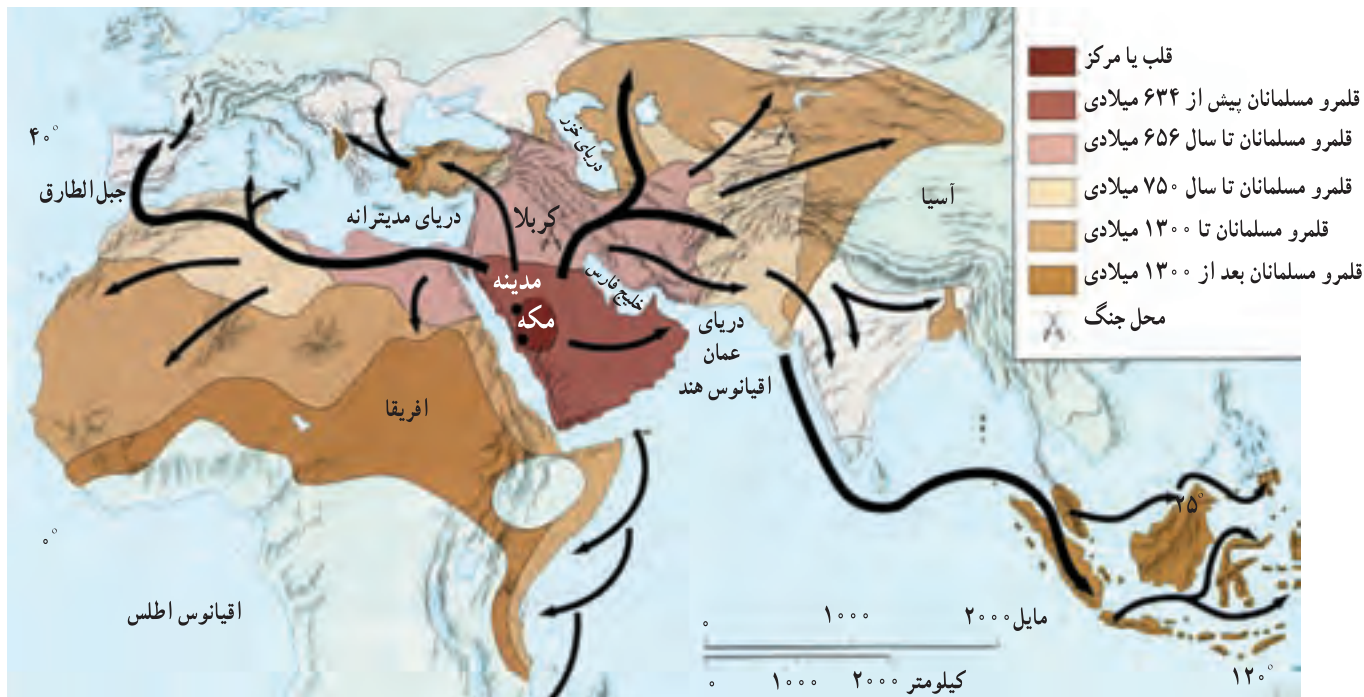 قلب یا مرکز
قلمرو مسلمانان پیش از ۶۳۴ میلادی
قلمرو مسلمانان تا سال ۶۵۶ میلادی
قلمرو مسلمانان تا سال ۷۵۰ میلادی
قلمرو مسلمانان تا ۱۳۰۰ میلادی
قلمرو مسلمانان بعد از ۱۳۰۰ میلادی
محل جنگ
۴۰°
دریای خزر
آسیا
جبل الطارق
دریای مدیترانه
کربلا
مدینه
مکه
خلیج فارس
دریای
عمان
اقیانوس هند
افریقا
۲۵°
۰°
اقیانوس اطلس
۰ ۱۰۰۰ ۲۰۰۰ مایل
۰ ۱۰۰۰ ۲۰۰۰ کیلومتر
۱۲۰°